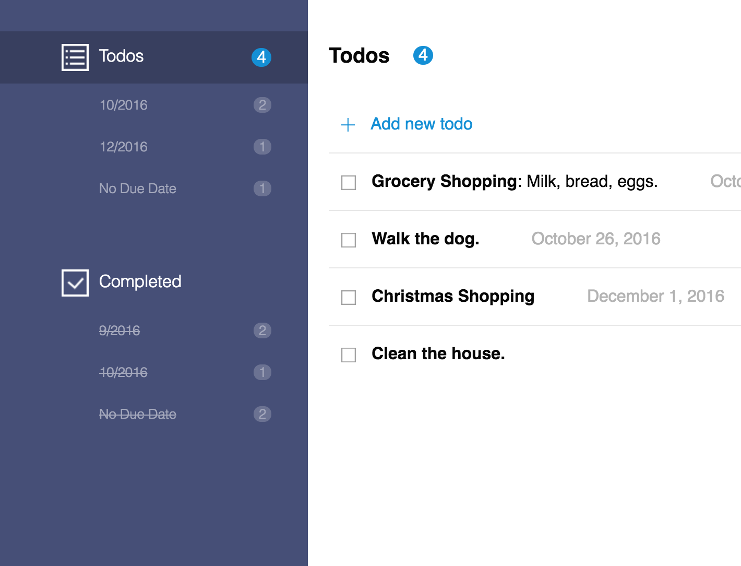 Todos 4
10/2016 2
12/2016 1
No Due Date 1
Completed
9/2016 2
10/2016 1
No Due Date 2
Todos 4
+ Add new todo
Grocery Shopping: Milk, bread, eggs.
Walk the dog. October 26, 2016
Christmas Shopping December 1, 2016
Clean the house.